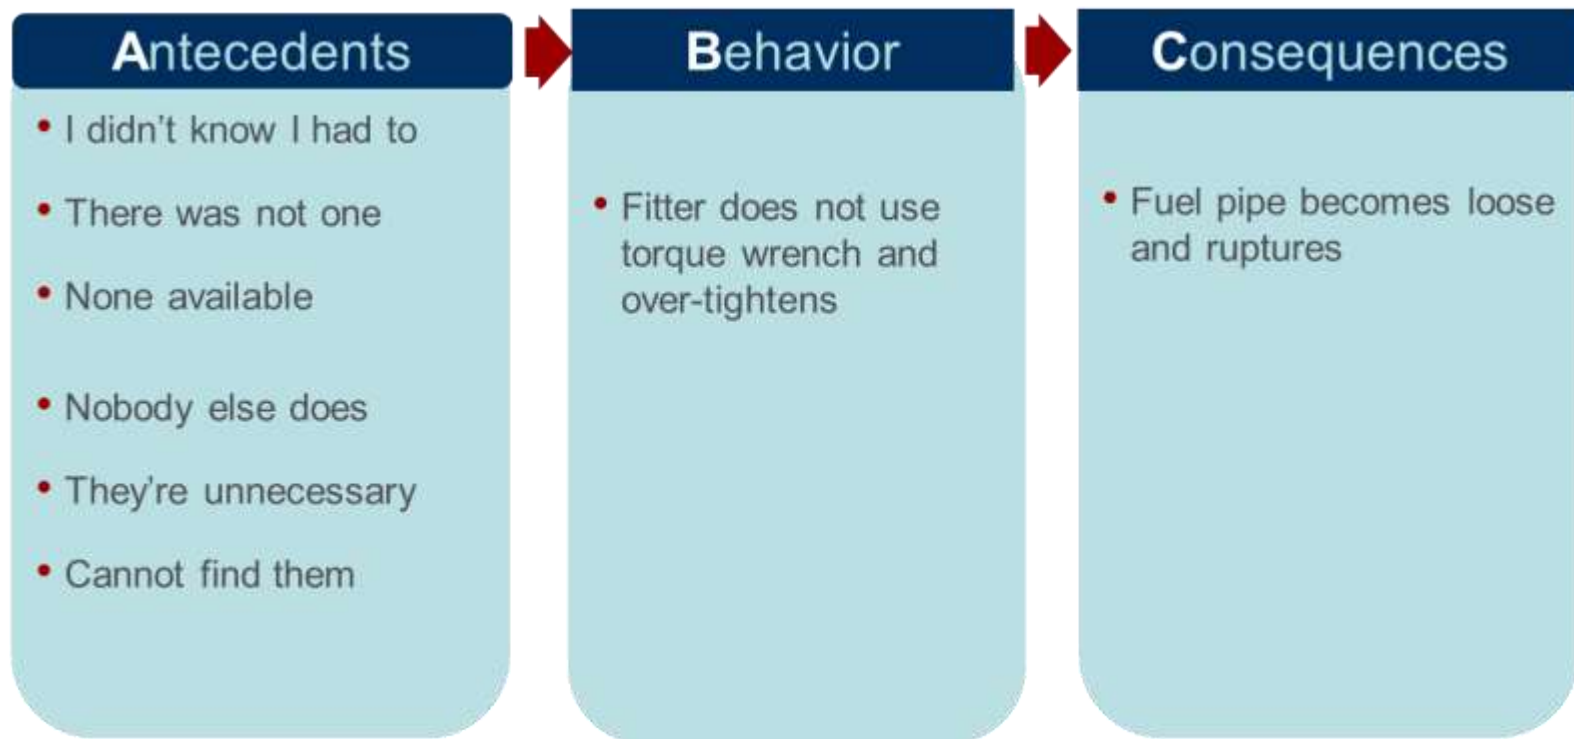 Antecedents
• I didn't know I had to
• There was not one
• None available
• Nobody else does
• They're unnecessary
• Cannot find them
Behavior
• Fitter does not use
torque wrench and
over-tightens
Consequences
• Fuel pipe becomes loose
and ruptures